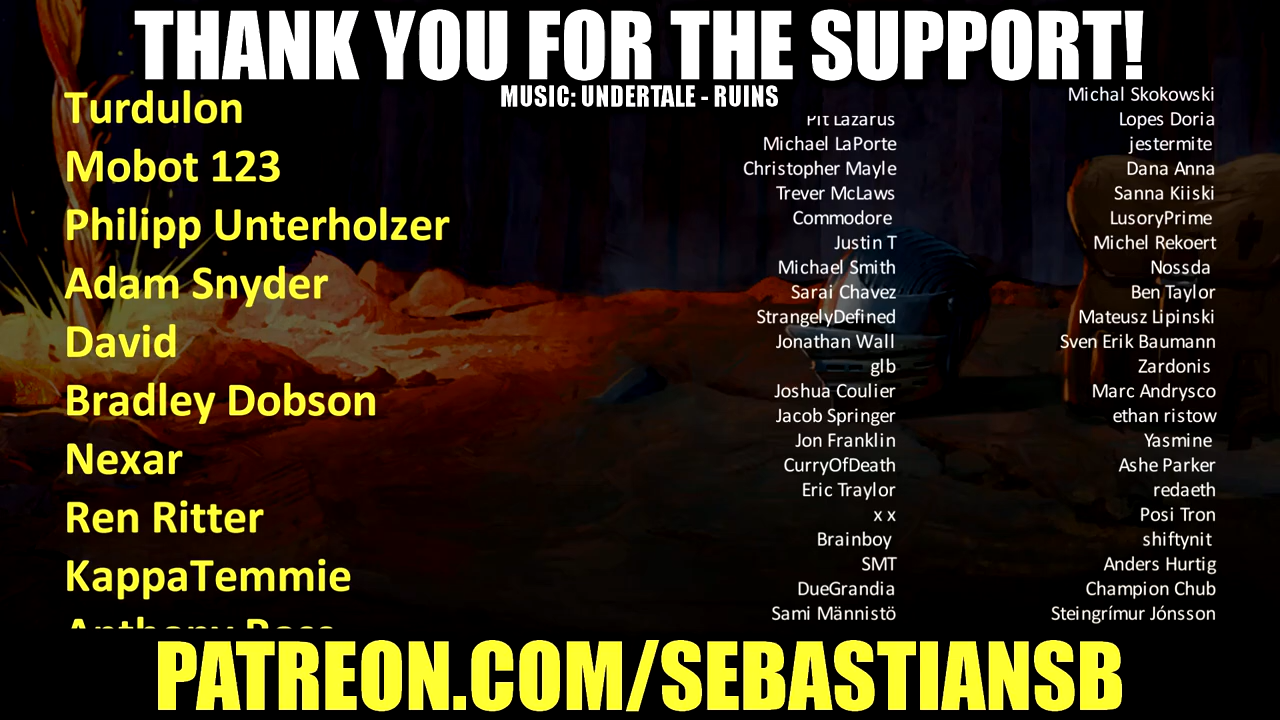 THANK YOU FOR THE SUPPORT!
MUSIC: UNDERTALE - RUINS
Turdulon
Mobot 123
Philipp Unterholzer
Adam Snyder
David
Bradley Dobson
Nexar
Ren Ritter
KappaTemmie
Pit Lazarus
Michael LaPorte
Christopher Mayle
Trever McLaws
Commodore
Justin T
Michael Smith
Sarai Chavez
StrangelyDefined
Jonathan Wall
glb
Joshua Coulier
Jacob Springer
Jon Franklin
CurryOfDeath
Eric Traylor
x x
Brainboy
SMT
DueGrandia
Sami Männistö
Michal Skokowski
Lopes Doria
jestermite
Dana Anna
Sanna Kiiski
LusoryPrime
Michel Rekoert
Nossda
Ben Taylor
Mateusz Lipinski
Sven Erik Baumann
Zardonis
Marc Andrysco
ethan ristow
Yasmine
Ashe Parker
redaeth
Posi Tron
shiftynit
Anders Hurtig
Champion Chub
Steingrímur Jónsson
PATREON.COM/SEBASTIANSB